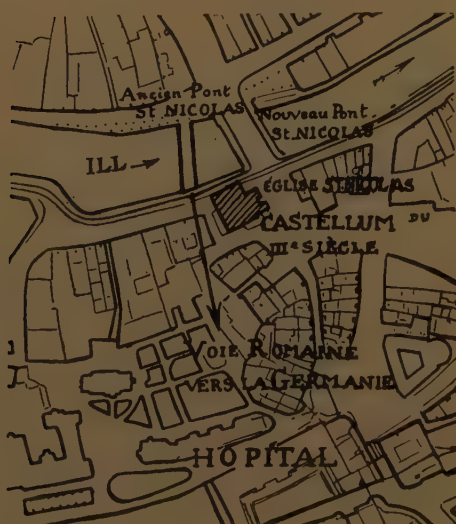 Ancien Pont
St NICOLAS
Nouveau Pont
St. NICOLAS
ILL
ÉGLISE St NICOLAS
CASTELLUM DU
IIIe SIÈCLE
VOIE ROMAINE
VERS LA GERMANIE
HOPITAL